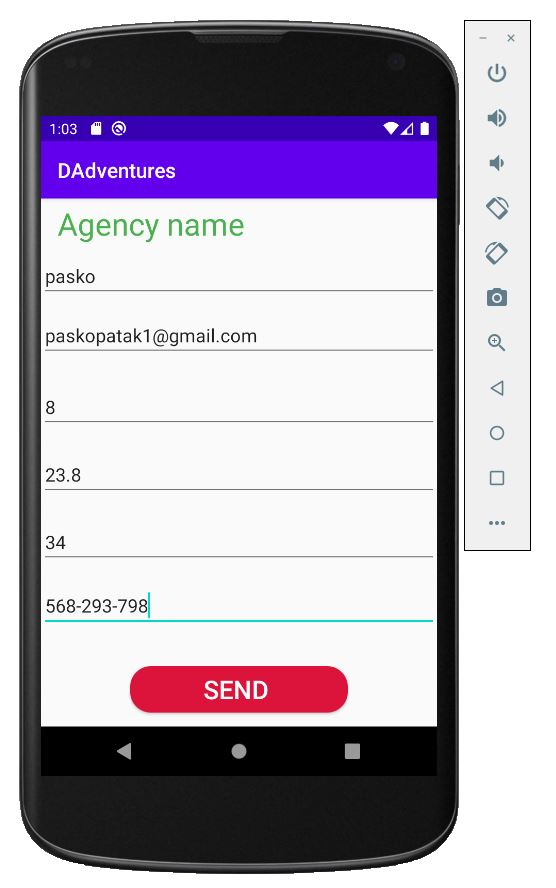 1:03
DAdventures
Agency name
pasko
paskopatak1@gmail.com
8
23.8
34
568-293-798
SEND